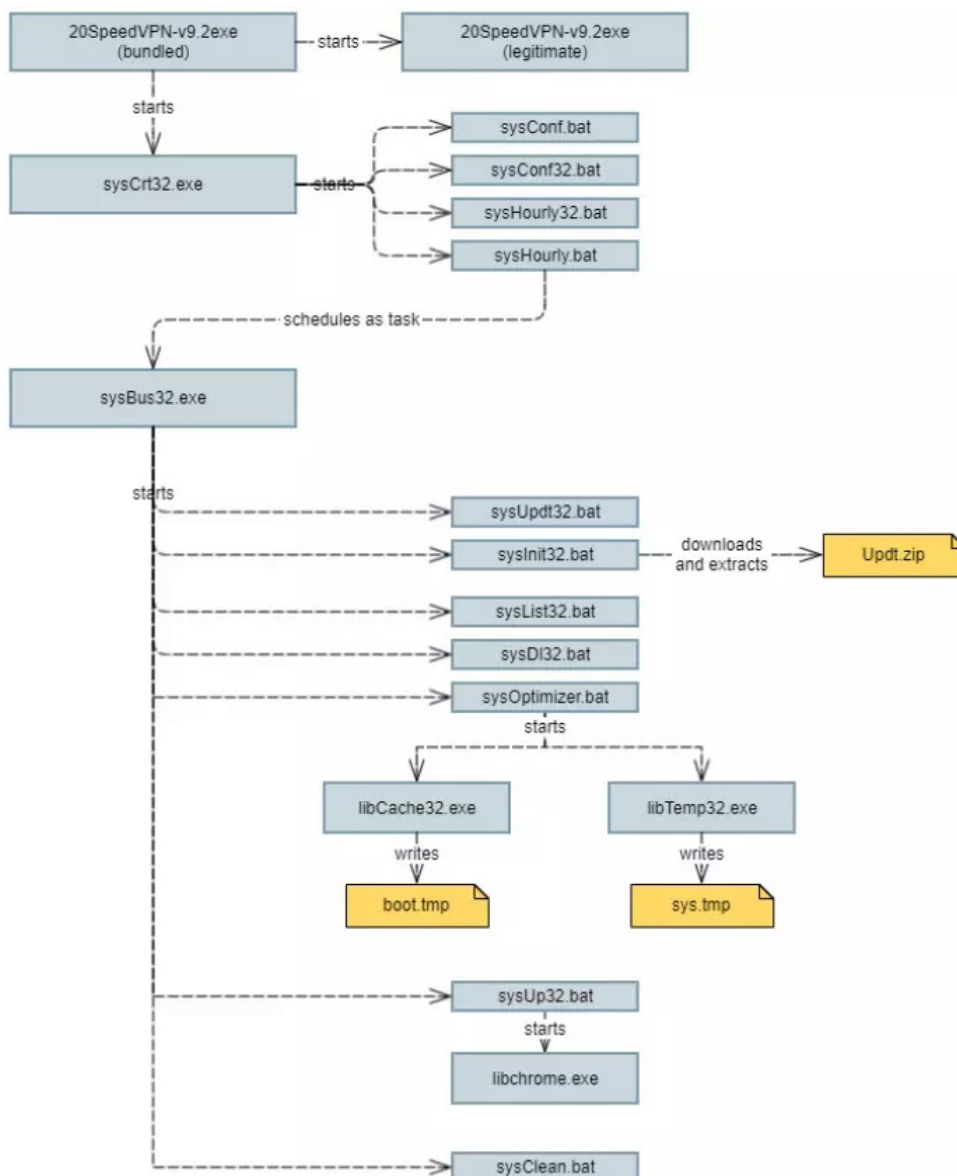 20SpeedVPN-v9.2exe
(bundled)
starts
20SpeedVPN-v9.2exe
(legitimate)
starts
sysCrt32.exe
starts
sysConf.bat
sysConf32.bat
sysHourly32.bat
sysHourly.bat
schedules as task
sysBus32.exe
starts
sysUpdt32.bat
sysInit32.bat
downloads
and extracts
Updt.zip
sysList32.bat
sysDl32.bat
sysOptimizer.bat
starts
libCache32.exe
libTemp32.exe
writes
writes
boot.tmp
sys.tmp
sysUp32.bat
starts
libchrome.exe
sysClean.bat